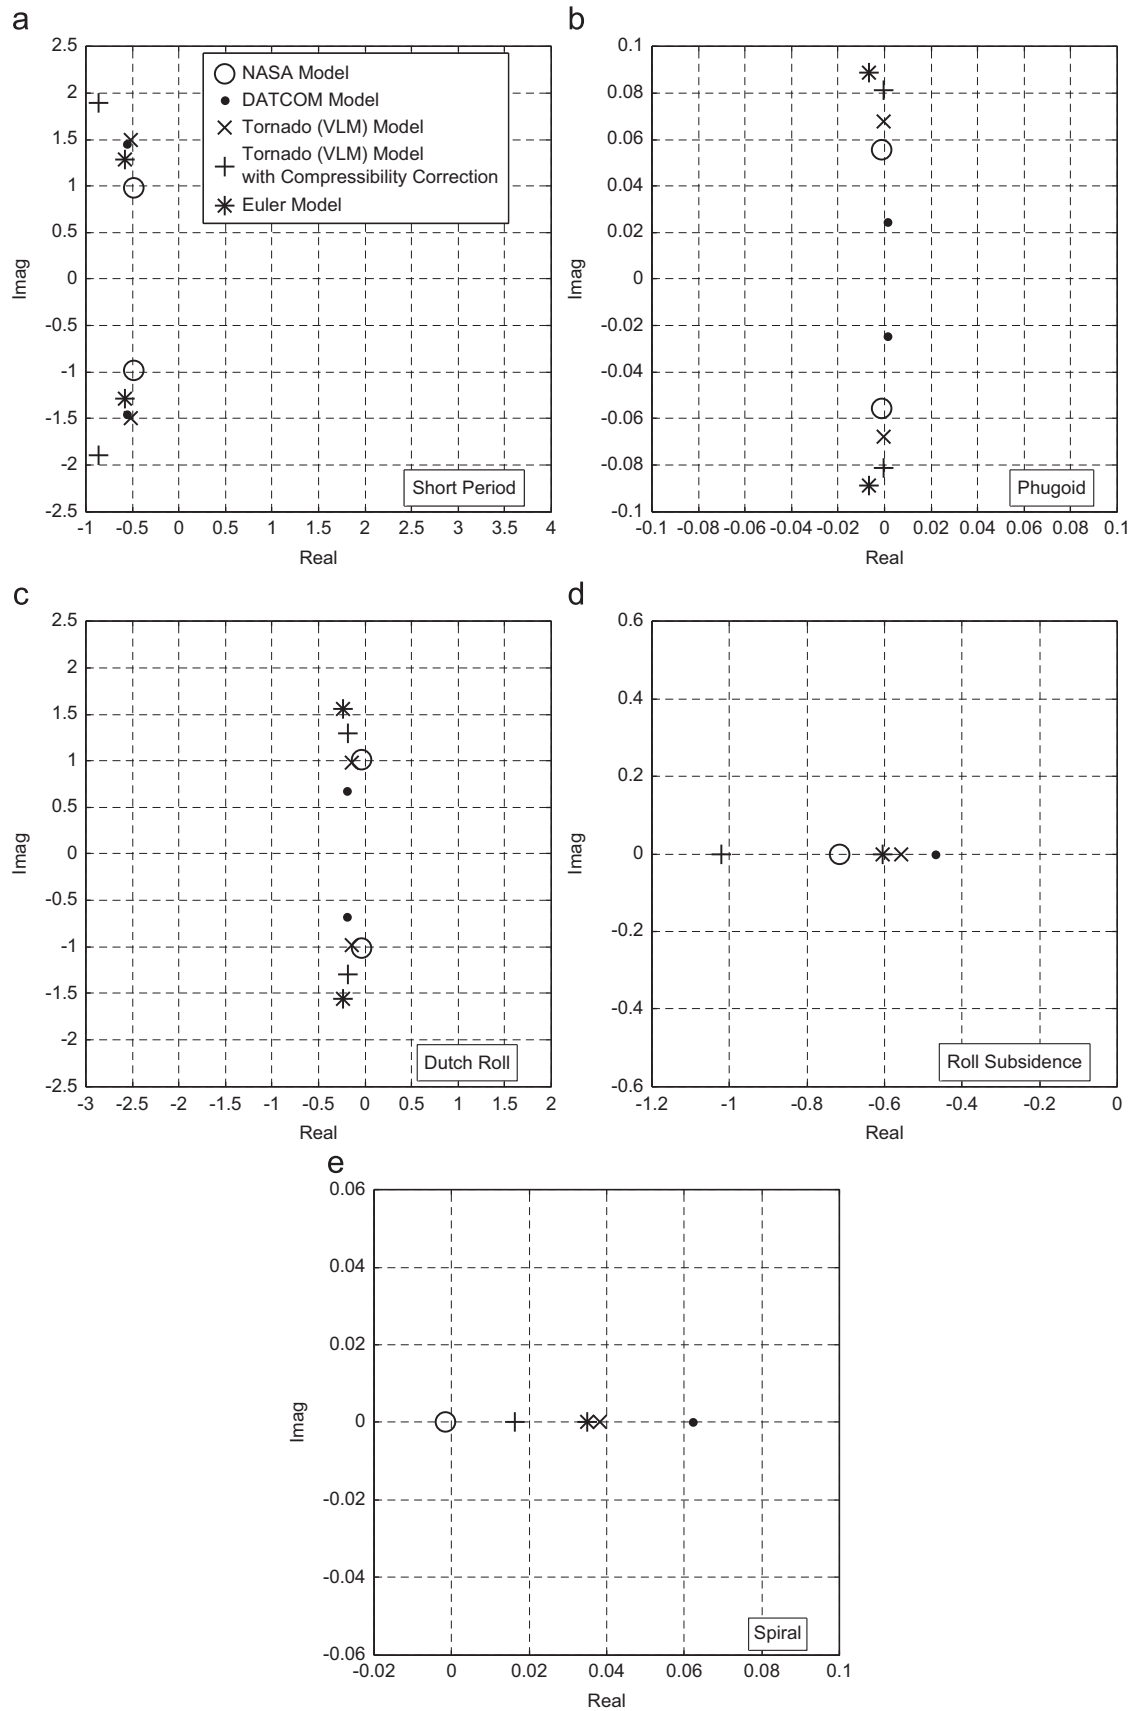 a
2.5
2
1.5
1
0.5
0
-0.5
-1
-1.5
-2
-2.5
Imag
NASA Model
DATCOM Model
Tornado (VLM) Model
Tornado (VLM) Model
with Compressibility Correction
Euler Model
Short Period
-1 -0.5 0 0.5 1 1.5 2 2.5 3 3.5 4
Real
b
0.1
0.08
0.06
0.04
0.02
0
-0.02
-0.04
-0.06
-0.08
-0.1
Imag
Phugoid
-0.1 -0.08 -0.06 -0.04 -0.02 0 0.02 0.04 0.06 0.08 0.1
Real
c
2.5
2
1.5
1
0.5
0
-0.5
-1
-1.5
-2
-2.5
Imag
Dutch Roll
-3 -2.5 -2 -1.5 -1 -0.5 0 0.5 1 1.5 2
Real
d
0.6
0.4
0.2
0
-0.2
-0.4
-0.6
Imag
Roll Subsidence
-1.2 -1 -0.8 -0.6 -0.4 -0.2 0
Real
e
0.06
0.04
0.02
0
-0.02
-0.04
-0.06
Imag
Spiral
-0.02 0 0.02 0.04 0.06 0.08 0.1
Real